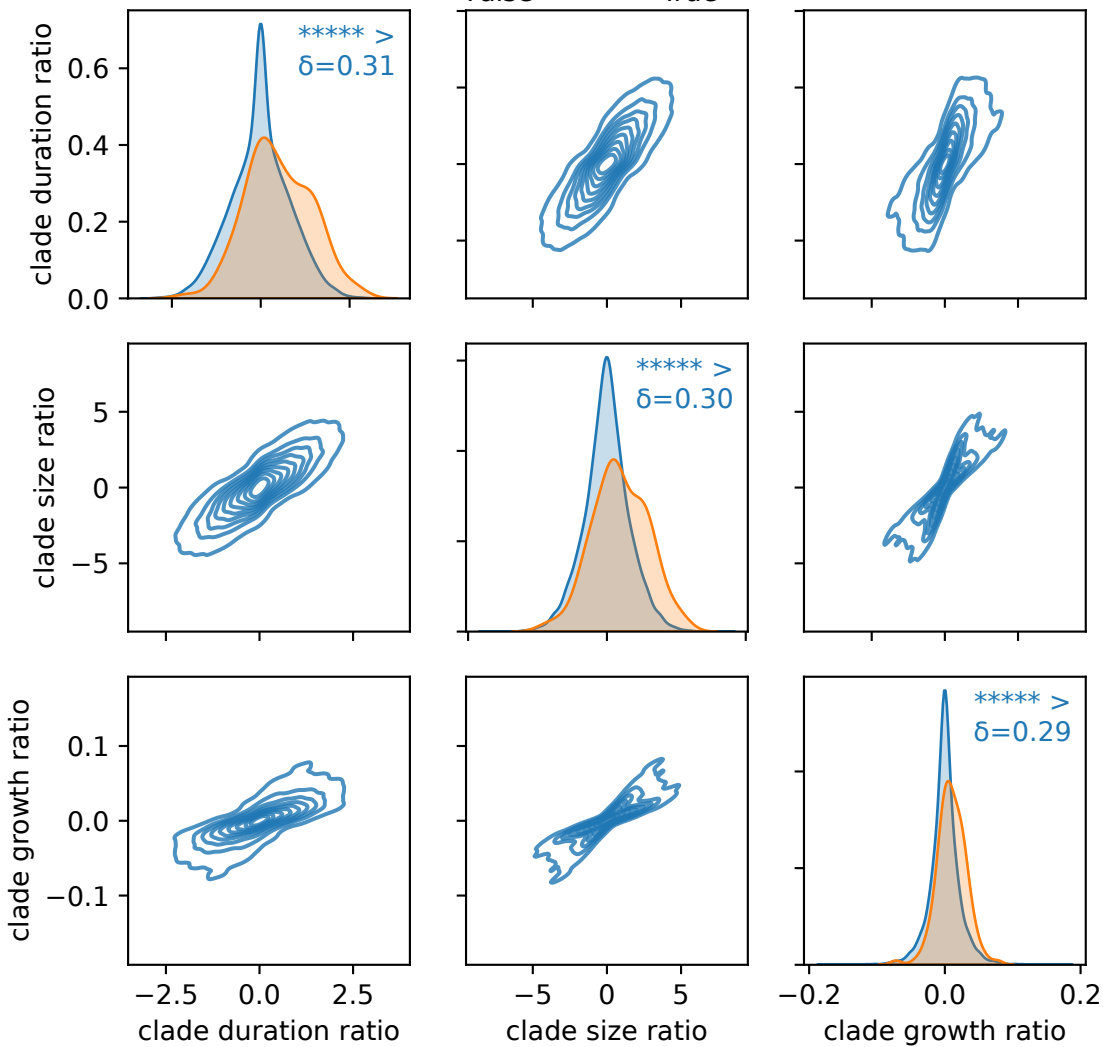 ***** >
δ=0.31
clade duration ratio
0.6
0.4
0.2
0.0
***** >
δ=0.30
clade size ratio
5
0
−5
***** >
δ=0.29
clade growth ratio
0.1
0.0
−0.1
−2.5 0.0 2.5
−5 0 5
−0.2 0.0 0.2
clade duration ratio
clade size ratio
clade growth ratio